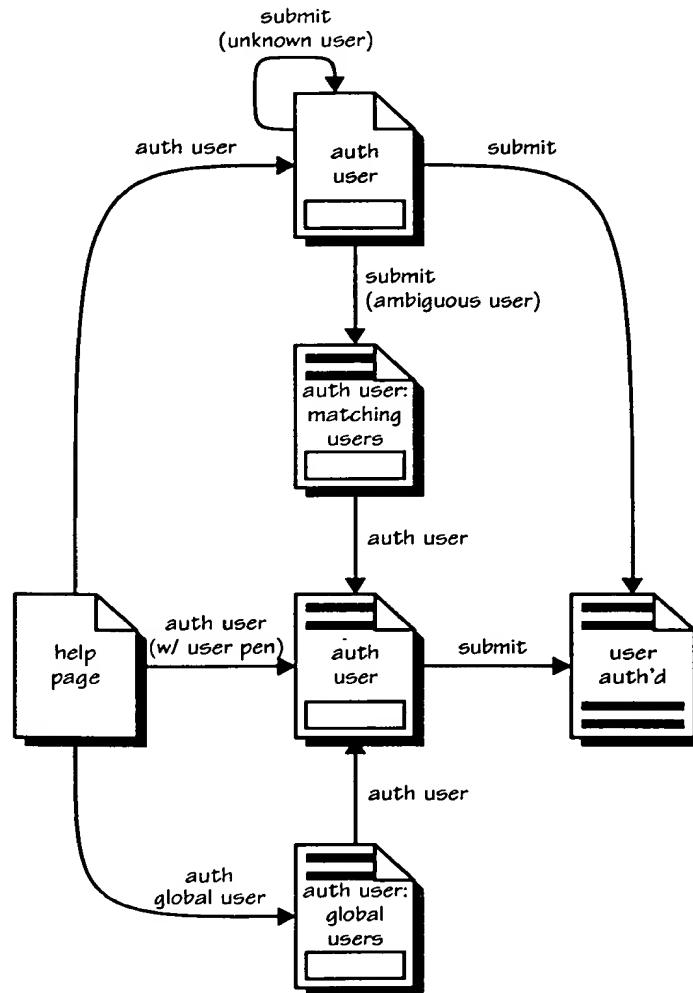 submit
(unknown user)
auth user
auth
user
submit
submit
(ambiguous user)
auth user:
matching
users
auth user
help
page
auth user
(w/ user pen)
auth
user
submit
user
auth'd
auth user
auth
global user
auth user:
global
users